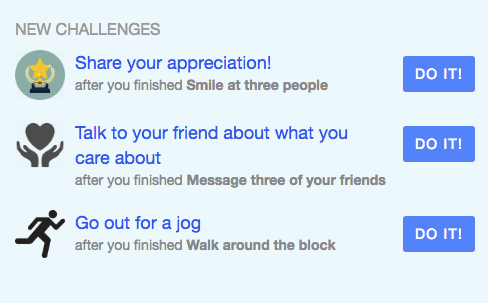 NEW CHALLENGES
Share your appreciation!
after you finished Smile at three people
DO IT!
Talk to your friend about what you
care about
after you finished Message three of your friends
DO IT!
Go out for a jog
after you finished Walk around the block
DO IT!